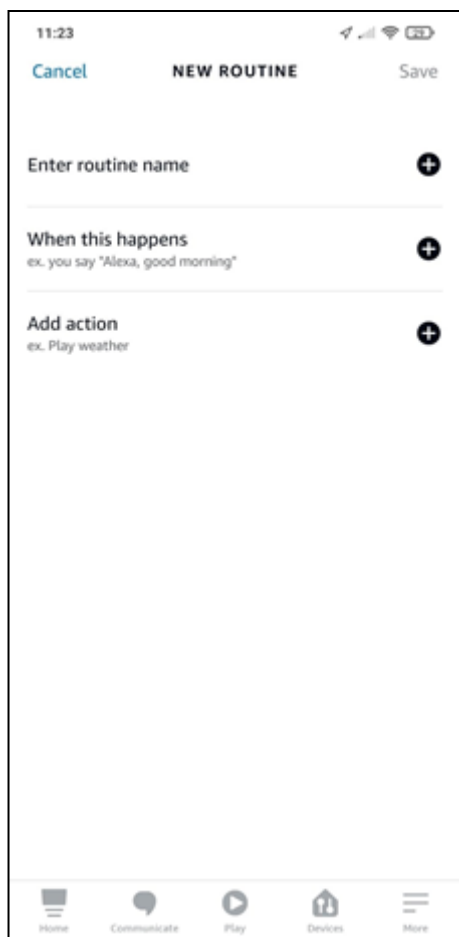 11:23
29
Cancel NEW ROUTINE Save
Enter routine name
When this happens
ex. you say "Alexa, good morning"
Add action
ex. Play weather
Home Communicate Play Devices More